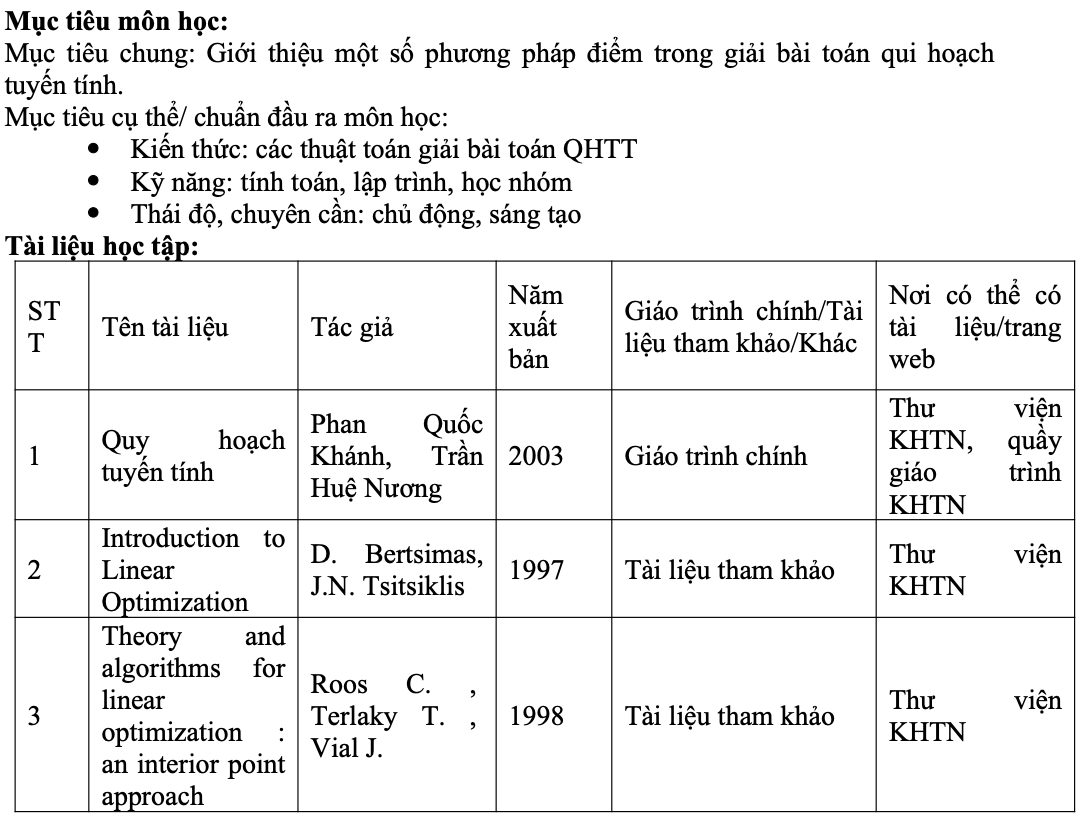 Mục tiêu môn học:
Mục tiêu chung: Giới thiệu một số phương pháp điểm trong giải bài toán qui hoạch
tuyến tính.
Mục tiêu cụ thể/ chuẩn đầu ra môn học:
• Kiến thức: các thuật toán giải bài toán QHTT
• Kỹ năng: tính toán, lập trình, học nhóm
• Thái độ, chuyên cần: chủ động, sáng tạo
Tài liệu học tập:
ST
T
Tên tài liệu
Tác giả
Năm
xuất
bản
Giáo trình chính/Tài
liệu tham khảo/Khác
Nơi có thể có
tài liệu/trang
web
1
Quy hoạch
tuyến tính
Phan Quốc
Khánh, Trần
Huệ Nương
2003
Giáo trình chính
Thư viện
KHTN, quầy
giáo trình
KHTN
2
Introduction to
Linear
Optimization
D. Bertsimas,
J.N. Tsitsiklis
1997
Tài liệu tham khảo
Thư viện
KHTN
3
Theory and
algorithms for
linear
optimization :
an interior point
approach
Roos C. ,
Terlaky T. ,
Vial J.
1998
Tài liệu tham khảo
Thư viện
KHTN